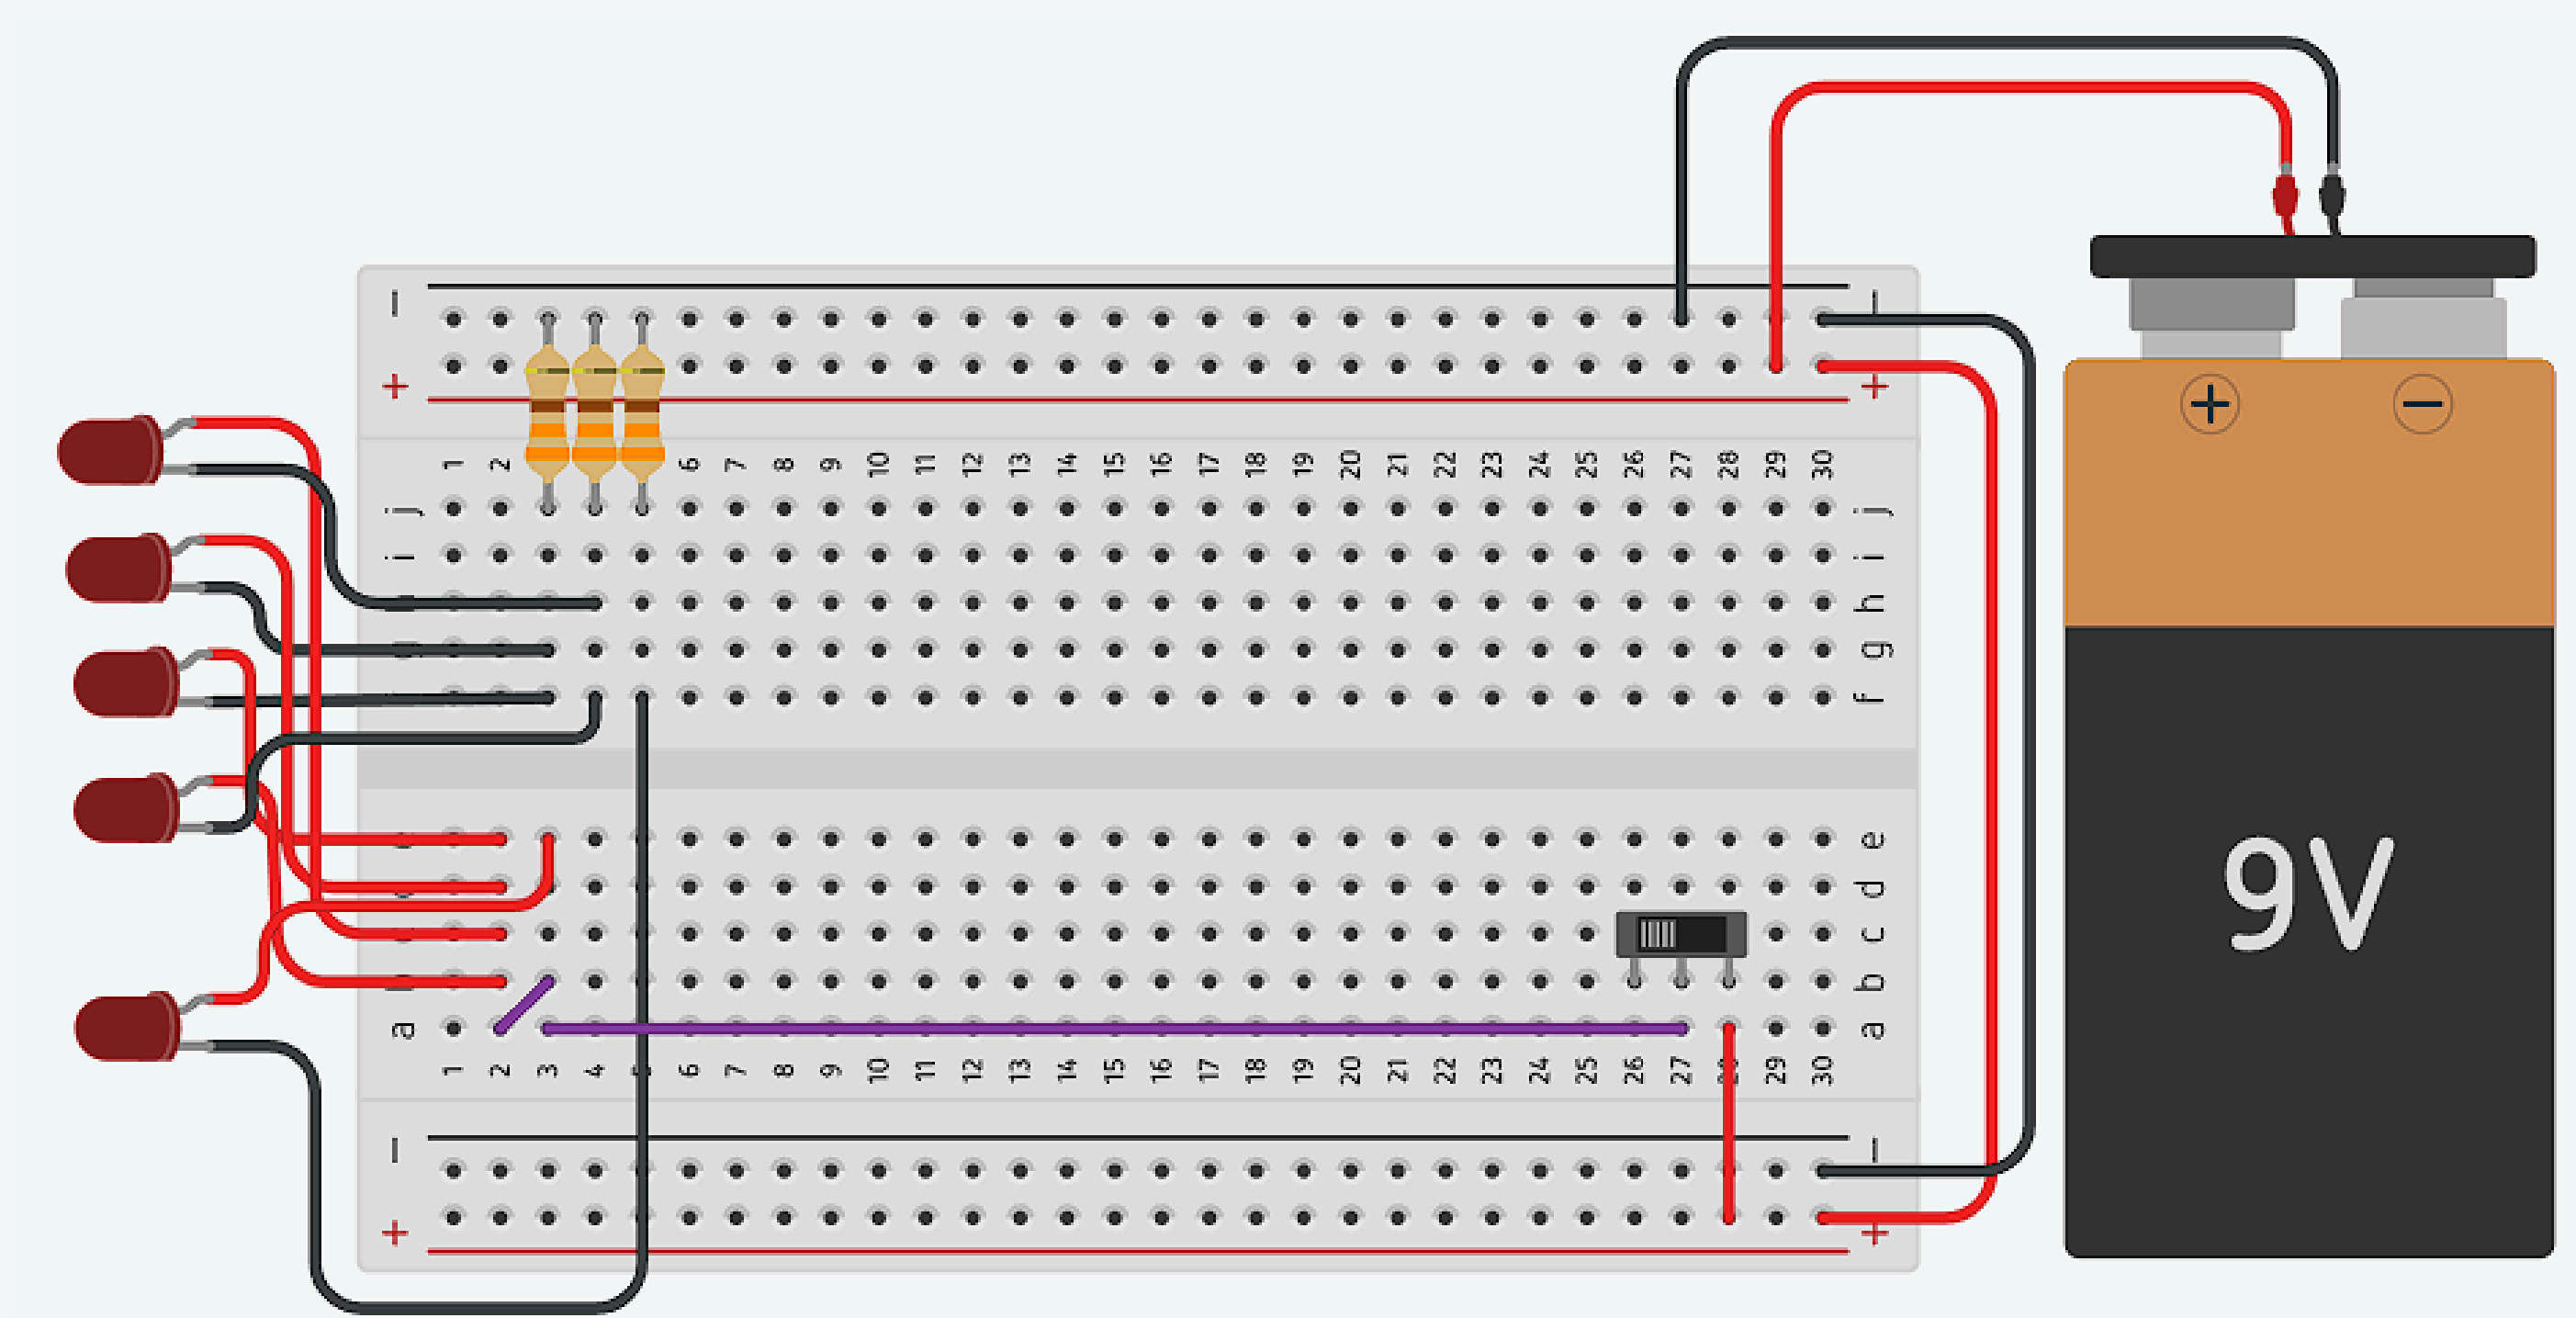 − −
+ +
1 2 6 7 8 9 10 11 12 13 14 15 16 17 18 19 20 21 22 23 24 25 26 27 28 29 30
j j
i i
h
g
f
e
d
c
b
a a
1 2 3 4 6 7 8 9 10 11 12 13 14 15 16 17 18 19 20 21 22 23 24 25 26 27 29 30
− −
+ +
+ −
9V